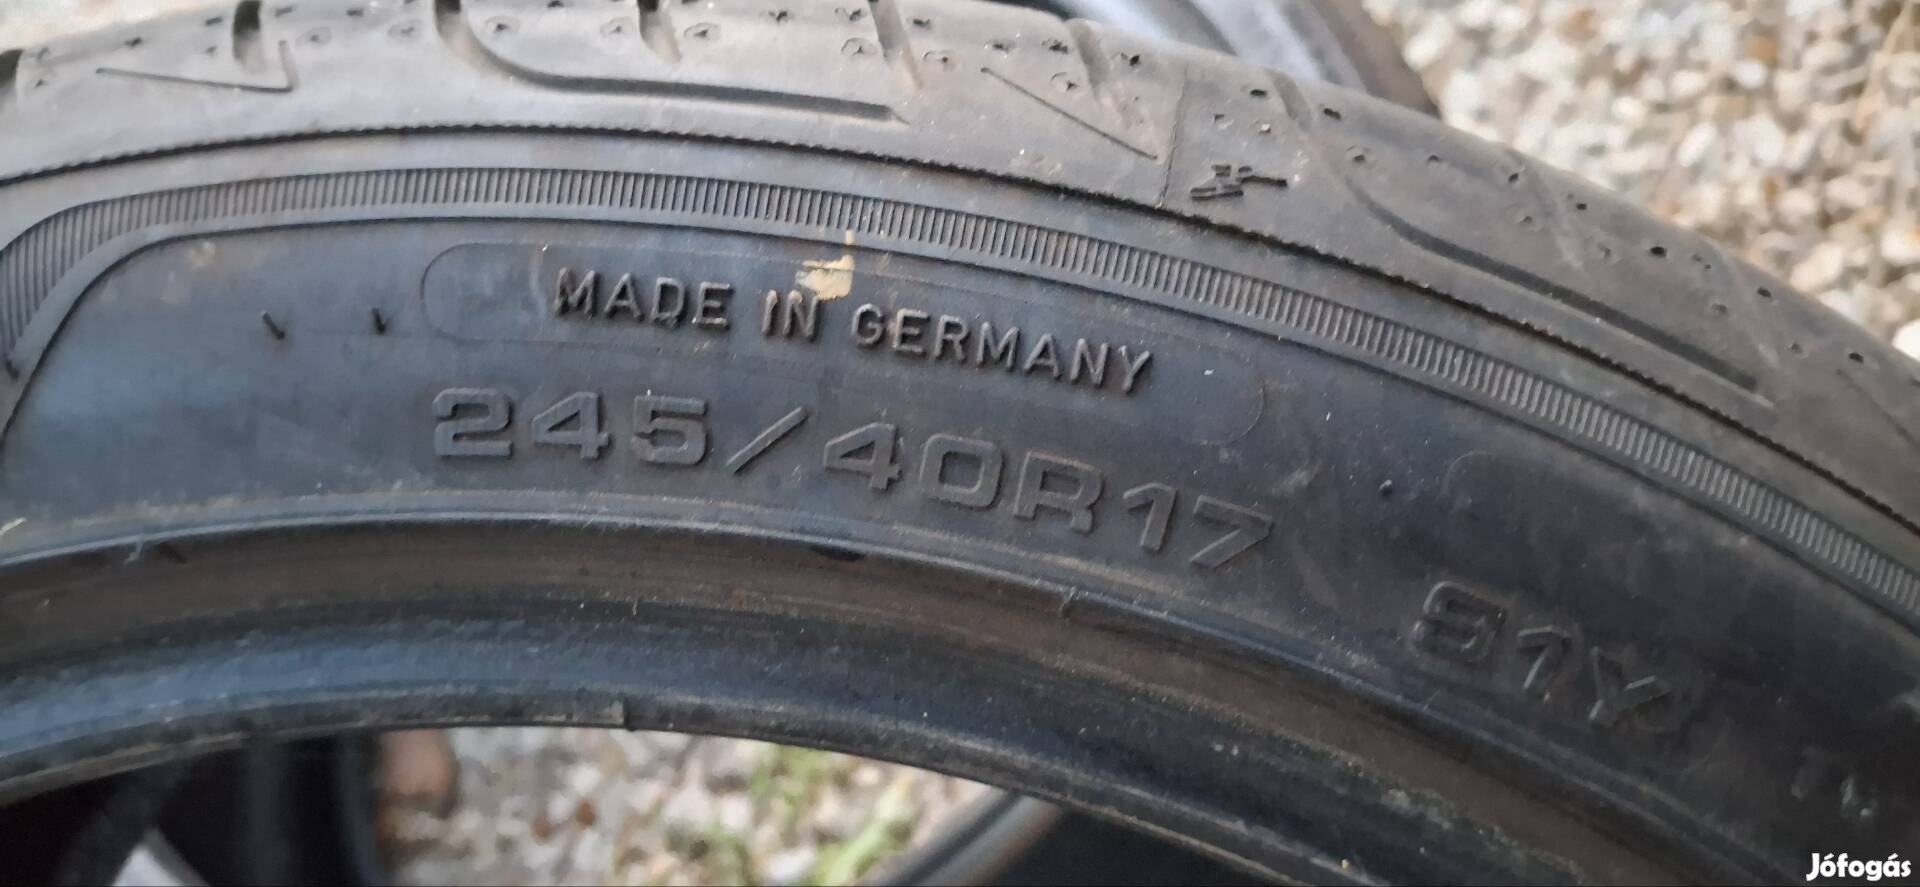 MADE IN GERMANY
245/40R17
91Y
Jófogás